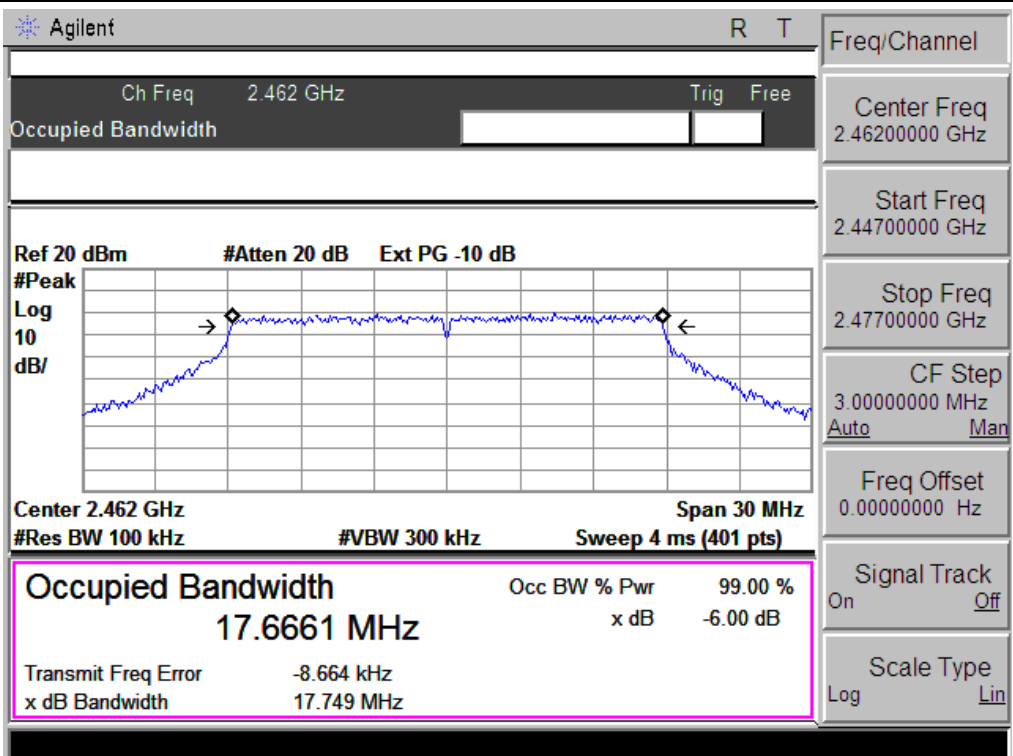 Agilent R T
Ch Freq 2.462 GHz Trig Free
Occupied Bandwidth
Ref 20 dBm #Atten 20 dB Ext PG -10 dB
#Peak
Log
10
dB/
Center 2.462 GHz Span 30 MHz
#Res BW 100 kHz #VBW 300 kHz Sweep 4 ms (401 pts)
Occupied Bandwidth Occ BW % Pwr 99.00 %
17.6661 MHz x dB -6.00 dB
Transmit Freq Error -8.664 kHz
x dB Bandwidth 17.749 MHz
Freq/Channel
Center Freq
2.46200000 GHz
Start Freq
2.44700000 GHz
Stop Freq
2.47700000 GHz
CF Step
3.00000000 MHz
Auto Man
Freq Offset
0.00000000 Hz
Signal Track
On Off
Scale Type
Log Lin